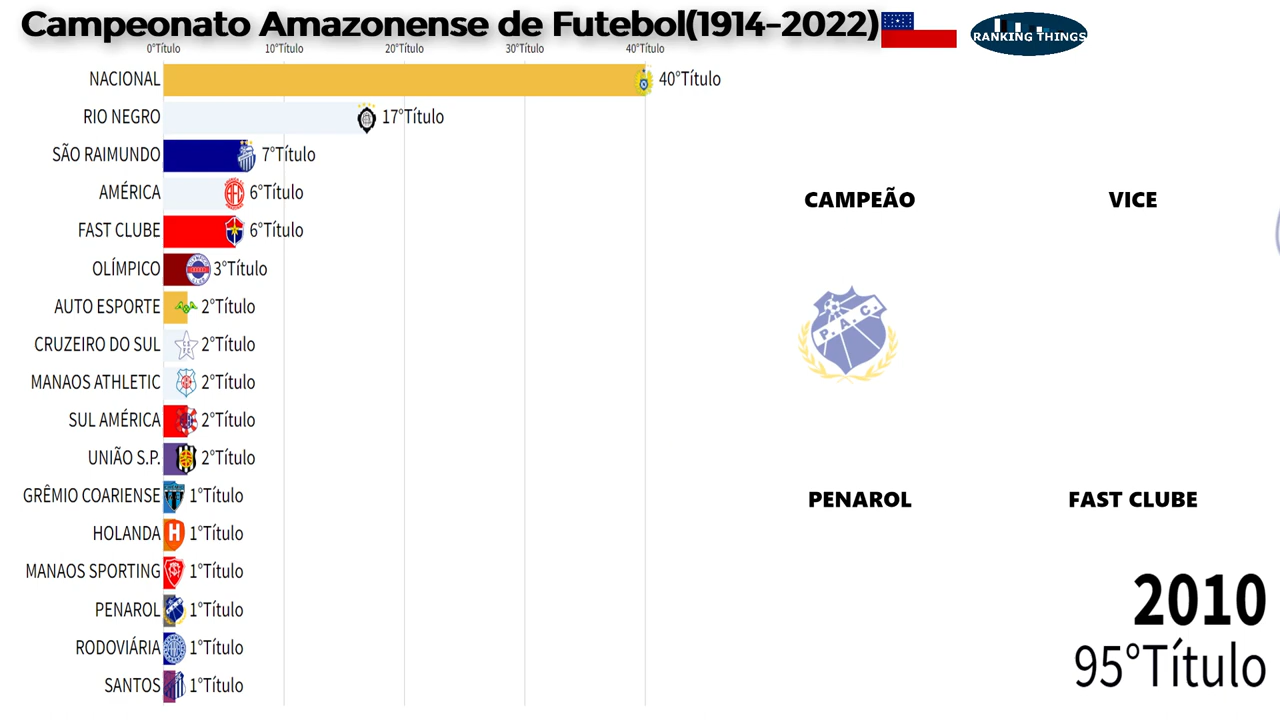 Campeonato Amazonense de Futebol(1914-2022)
RANKING THINGS
0°Título 10°Título 20°Título 30°Título 40°Título
NACIONAL 40°Título
RIO NEGRO 17°Título
SÃO RAIMUNDO 7°Título
AMÉRICA 6°Título
FAST CLUBE 6°Título
OLÍMPICO 3°Título
AUTO ESPORTE 2°Título
CRUZEIRO DO SUL 2°Título
MANAOS ATHLETIC 2°Título
SUL AMÉRICA 2°Título
UNIÃO S.P. 2°Título
GRÊMIO COARIENSE 1°Título
HOLANDA 1°Título
MANAOS SPORTING 1°Título
PENAROL 1°Título
RODOVIÁRIA 1°Título
SANTOS 1°Título
CAMPEÃO VICE
P.A.C.
PENAROL FAST CLUBE
2010
95°Título